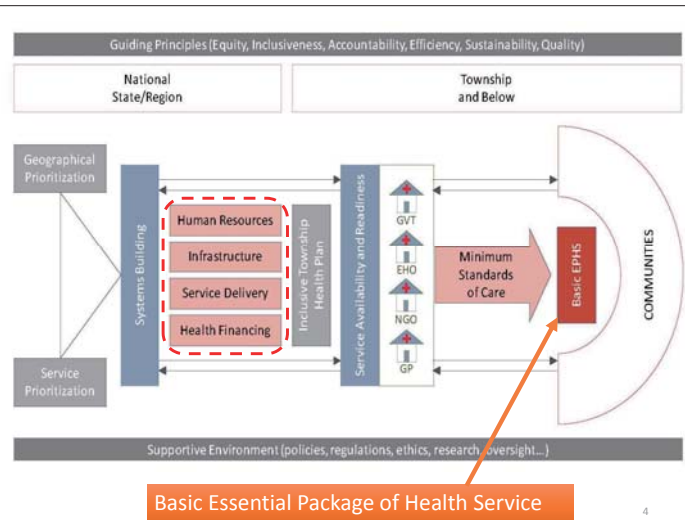 Guiding Principles (Equity, Inclusiveness, Accountability, Efficiency, Sustainability, Quality)
National
State/Region
Township
and Below
Geographical
Prioritization
Service
Prioritization
Systems Building
Human Resources
Infrastructure
Service Delivery
Health Financing
Inclusive Township
Health Plan
Service Availability and Readiness
GVT
EHO
NGO
GP
Minimum
Standards
of Care
Basic EPHS
COMMUNITIES
Supportive Environment (policies, regulations, ethics, research, oversight...)
Basic Essential Package of Health Service
4